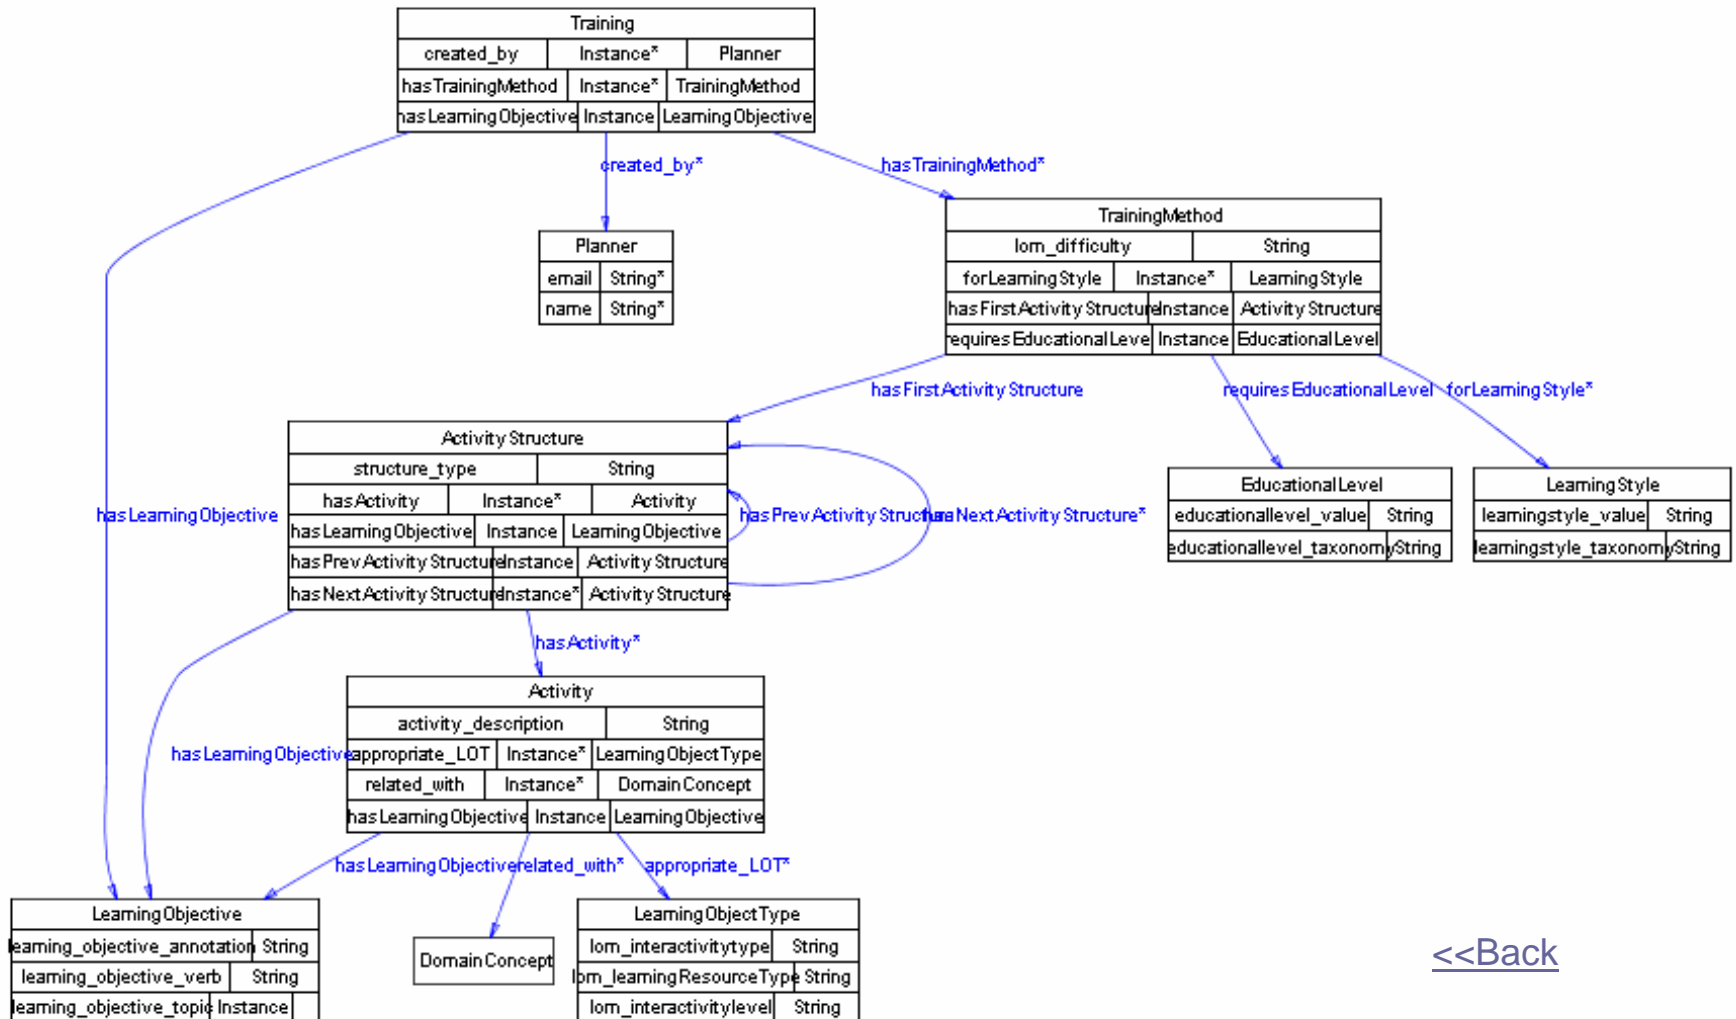 Training
created_by Instance* Planner
hasTrainingMethod Instance* TrainingMethod
hasLearningObjective Instance LearningObjective
created_by* hasTrainingMethod*
TrainingMethod
lom_difficulty String
forLearningStyle Instance* LearningStyle
hasFirstActivityStructure Instance ActivityStructure
requiresEducationalLeve Instance EducationalLevel
Planner
email String*
name String*
hasFirstActivityStructure requiresEducationalLevel forLearningStyle*
ActivityStructure
structure_type String
hasActivity Instance* Activity
hasLearningObjective Instance LearningObjective
hasPrevActivityStructure Instance ActivityStructure
hasNextActivityStructure Instance* ActivityStructure
hasLearningObjective
hasPrevActivityStructure hasNextActivityStructure*
EducationalLevel
educationallevel_value String
educationallevel_taxonomy String
LearningStyle
learningstyle_value String
learningstyle_taxonomy String
hasActivity*
Activity
activity_description String
appropriate_LOT Instance* LearningObjectType
related_with Instance* DomainConcept
hasLearningObjective Instance LearningObjective
hasLearningObjective
hasLearningObjective related_with* appropriate_LOT*
LearningObjective
learning_objective_annotation String
learning_objective_verb String
learning_objective_topic Instance
DomainConcept
LearningObjectType
lom_interactivitytype String
lom_learningResourceType String
lom_interactivitylevel String
<<Back